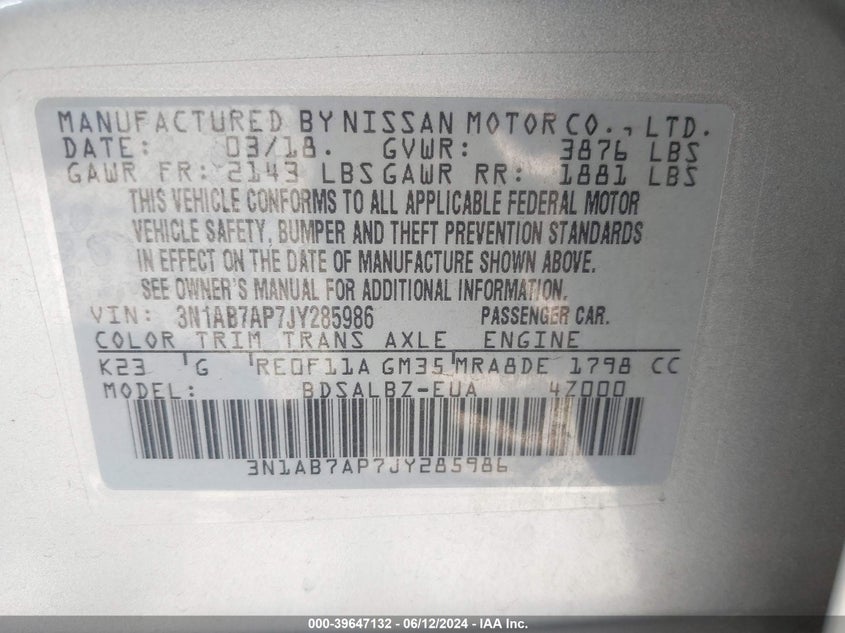 MANUFACTURED BY NISSAN MOTOR CO., LTD.
DATE: 03/18. GVWR: 3876 LBS
GAWR FR: 2143 LBS GAWR RR: 1881 LBS
THIS VEHICLE CONFORMS TO ALL APPLICABLE FEDERAL MOTOR
VEHICLE SAFETY, BUMPER AND THEFT PREVENTION STANDARDS
IN EFFECT ON THE DATE OF MANUFACTURE SHOWN ABOVE.
SEE OWNER'S MANUAL FOR ADDITIONAL INFORMATION.
VIN: 3N1AB7AP7JY285986 PASSENGER CAR.
COLOR TRIM TRANS AXLE ENGINE
K23 G RE0F11A GM35 MRA8DE 1798 CC
MODEL: BDSALBZ-EUA 4Z000
3N1AB7AP7JY285986
000-39647132 - 06/12/2024 - IAA Inc.